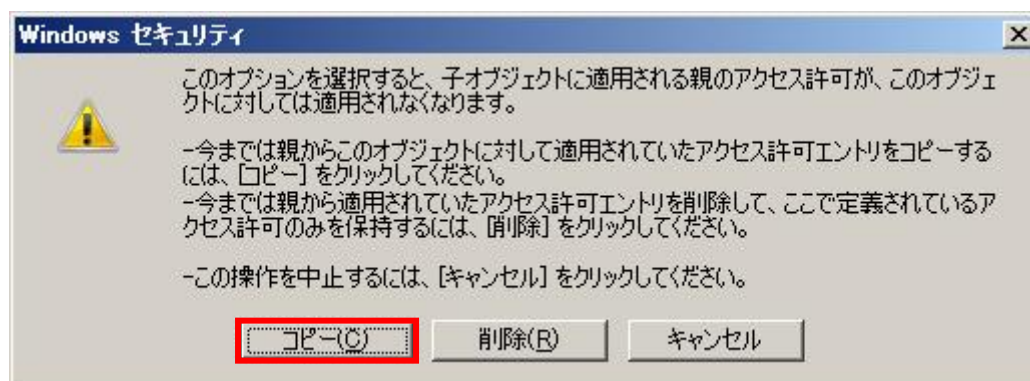 Windows セキュリティ
このオプションを選択すると、子オブジェクトに適用される親のアクセス許可が、このオブジェ
クトに対しては適用されなくなります。
-今までは親からこのオブジェクトに対して適用されていたアクセス許可エントリをコピーする
には、[コピー] をクリックしてください。
-今までは親から適用されていたアクセス許可エントリを削除して、ここで定義されているア
クセス許可のみを保持するには、[削除] をクリックしてください。
-この操作を中止するには、[キャンセル] をクリックしてください。
コピー(C) 削除(R) キャンセル